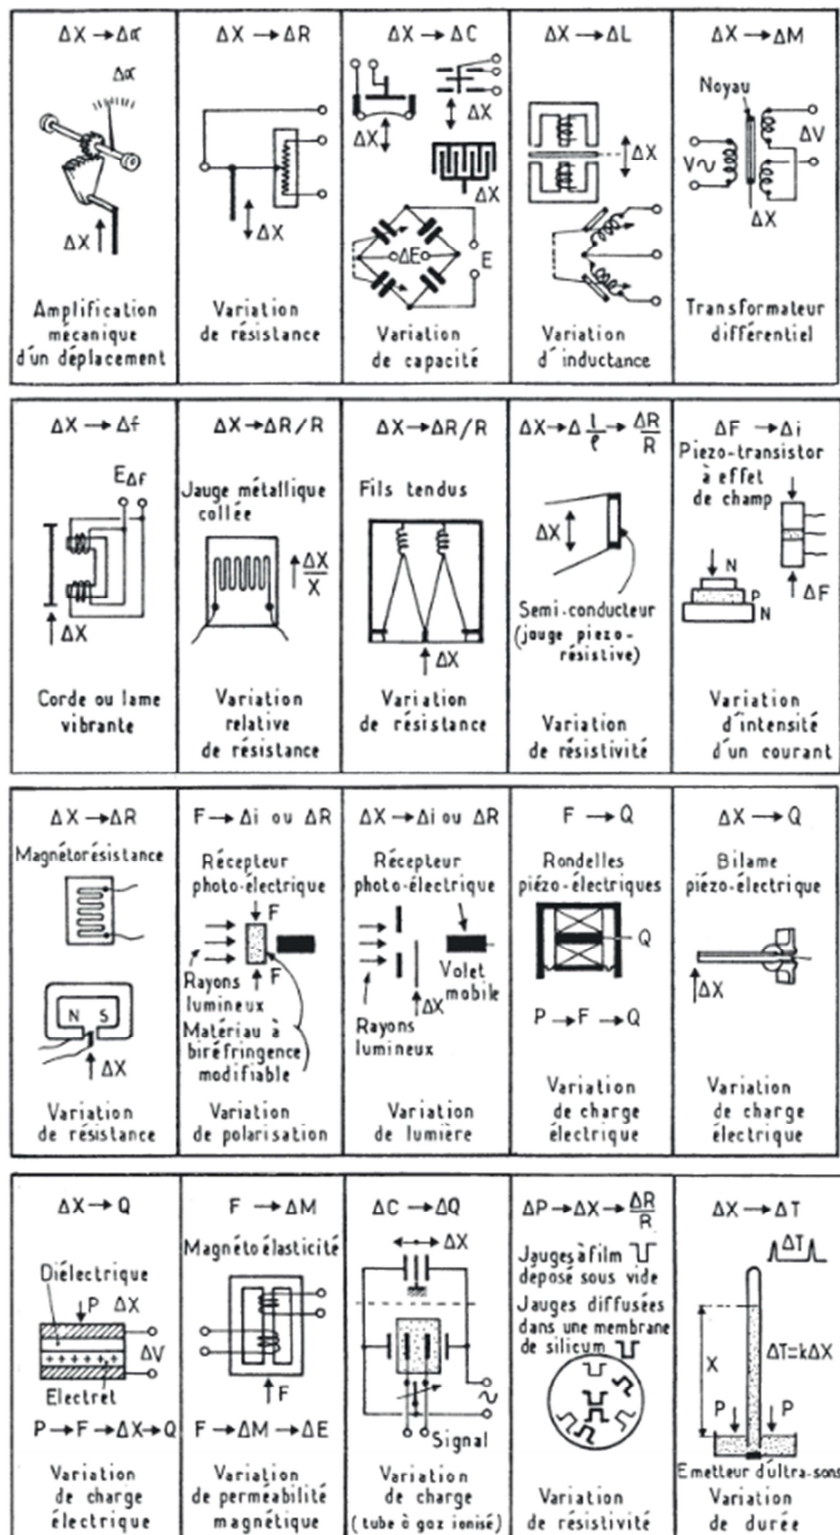 ΔX → Δα
Δα
ΔX
Amplification
mécanique
d'un déplacement
ΔX → ΔR
ΔX
Variation
de résistance
ΔX → ΔC
ΔX
ΔX
ΔX
ΔE
E
Variation
de capacité
ΔX → ΔL
ΔX
Variation
d'inductance
ΔX → ΔM
Noyau
V~
ΔV
ΔX
Transformateur
différentiel
ΔX → Δf
E Δf
ΔX
Corde ou lame
vibrante
ΔX → ΔR/R
Jauge métallique
collée
ΔX/X
Variation
relative
de résistance
ΔX → ΔR/R
Fils tendus
ΔX
Variation
de résistance
ΔX → Δ l/ρ → ΔR/R
ΔX
Semi-conducteur
(jouge piezo-
résistive)
Variation
de résistivité
ΔF → Δi
Piezo-transistor
à effet
de champ
N
P
N
ΔF
Variation
d'intensité
d'un courant
ΔX → ΔR
Magnétorésistance
N S
ΔX
Variation
de résistance
F → Δi ou ΔR
Récepteur
photo-électrique
F
F
Rayons
lumineux
Matériau à
biréfringence
modifiable
Variation
de polarisation
ΔX → Δi ou ΔR
Récepteur
photo-électrique
Volet
mobile
ΔX
Rayons
lumineux
Variation
de lumière
F → Q
Rondelles
piézo-électriques
Q
P → F → Q
Variation
de charge
électrique
ΔX → Q
Bilame
piézo-électrique
ΔX
Variation
de charge
électrique
ΔX → Q
Diélectrique
P ΔX
ΔV
+ + + + + +
Electret
P → F → ΔX → Q
Variation
de charge
électrique
F → ΔM
Magnéto élasticité
F
F → ΔM → ΔE
Variation
de perméabilité
magnétique
ΔC → ΔQ
ΔX
~
Signal
Variation
de charge
(tube à gaz ionisé)
ΔP → ΔX → ΔR/R
Jauges à film
déposé sous vide
Jauges diffusées
dans une membrane
de silicum
Variation
de résistivité
ΔX → ΔT
ΔT
X
ΔT=kΔX
P P
Emetteur d'ultra-sons
Variation
de durée